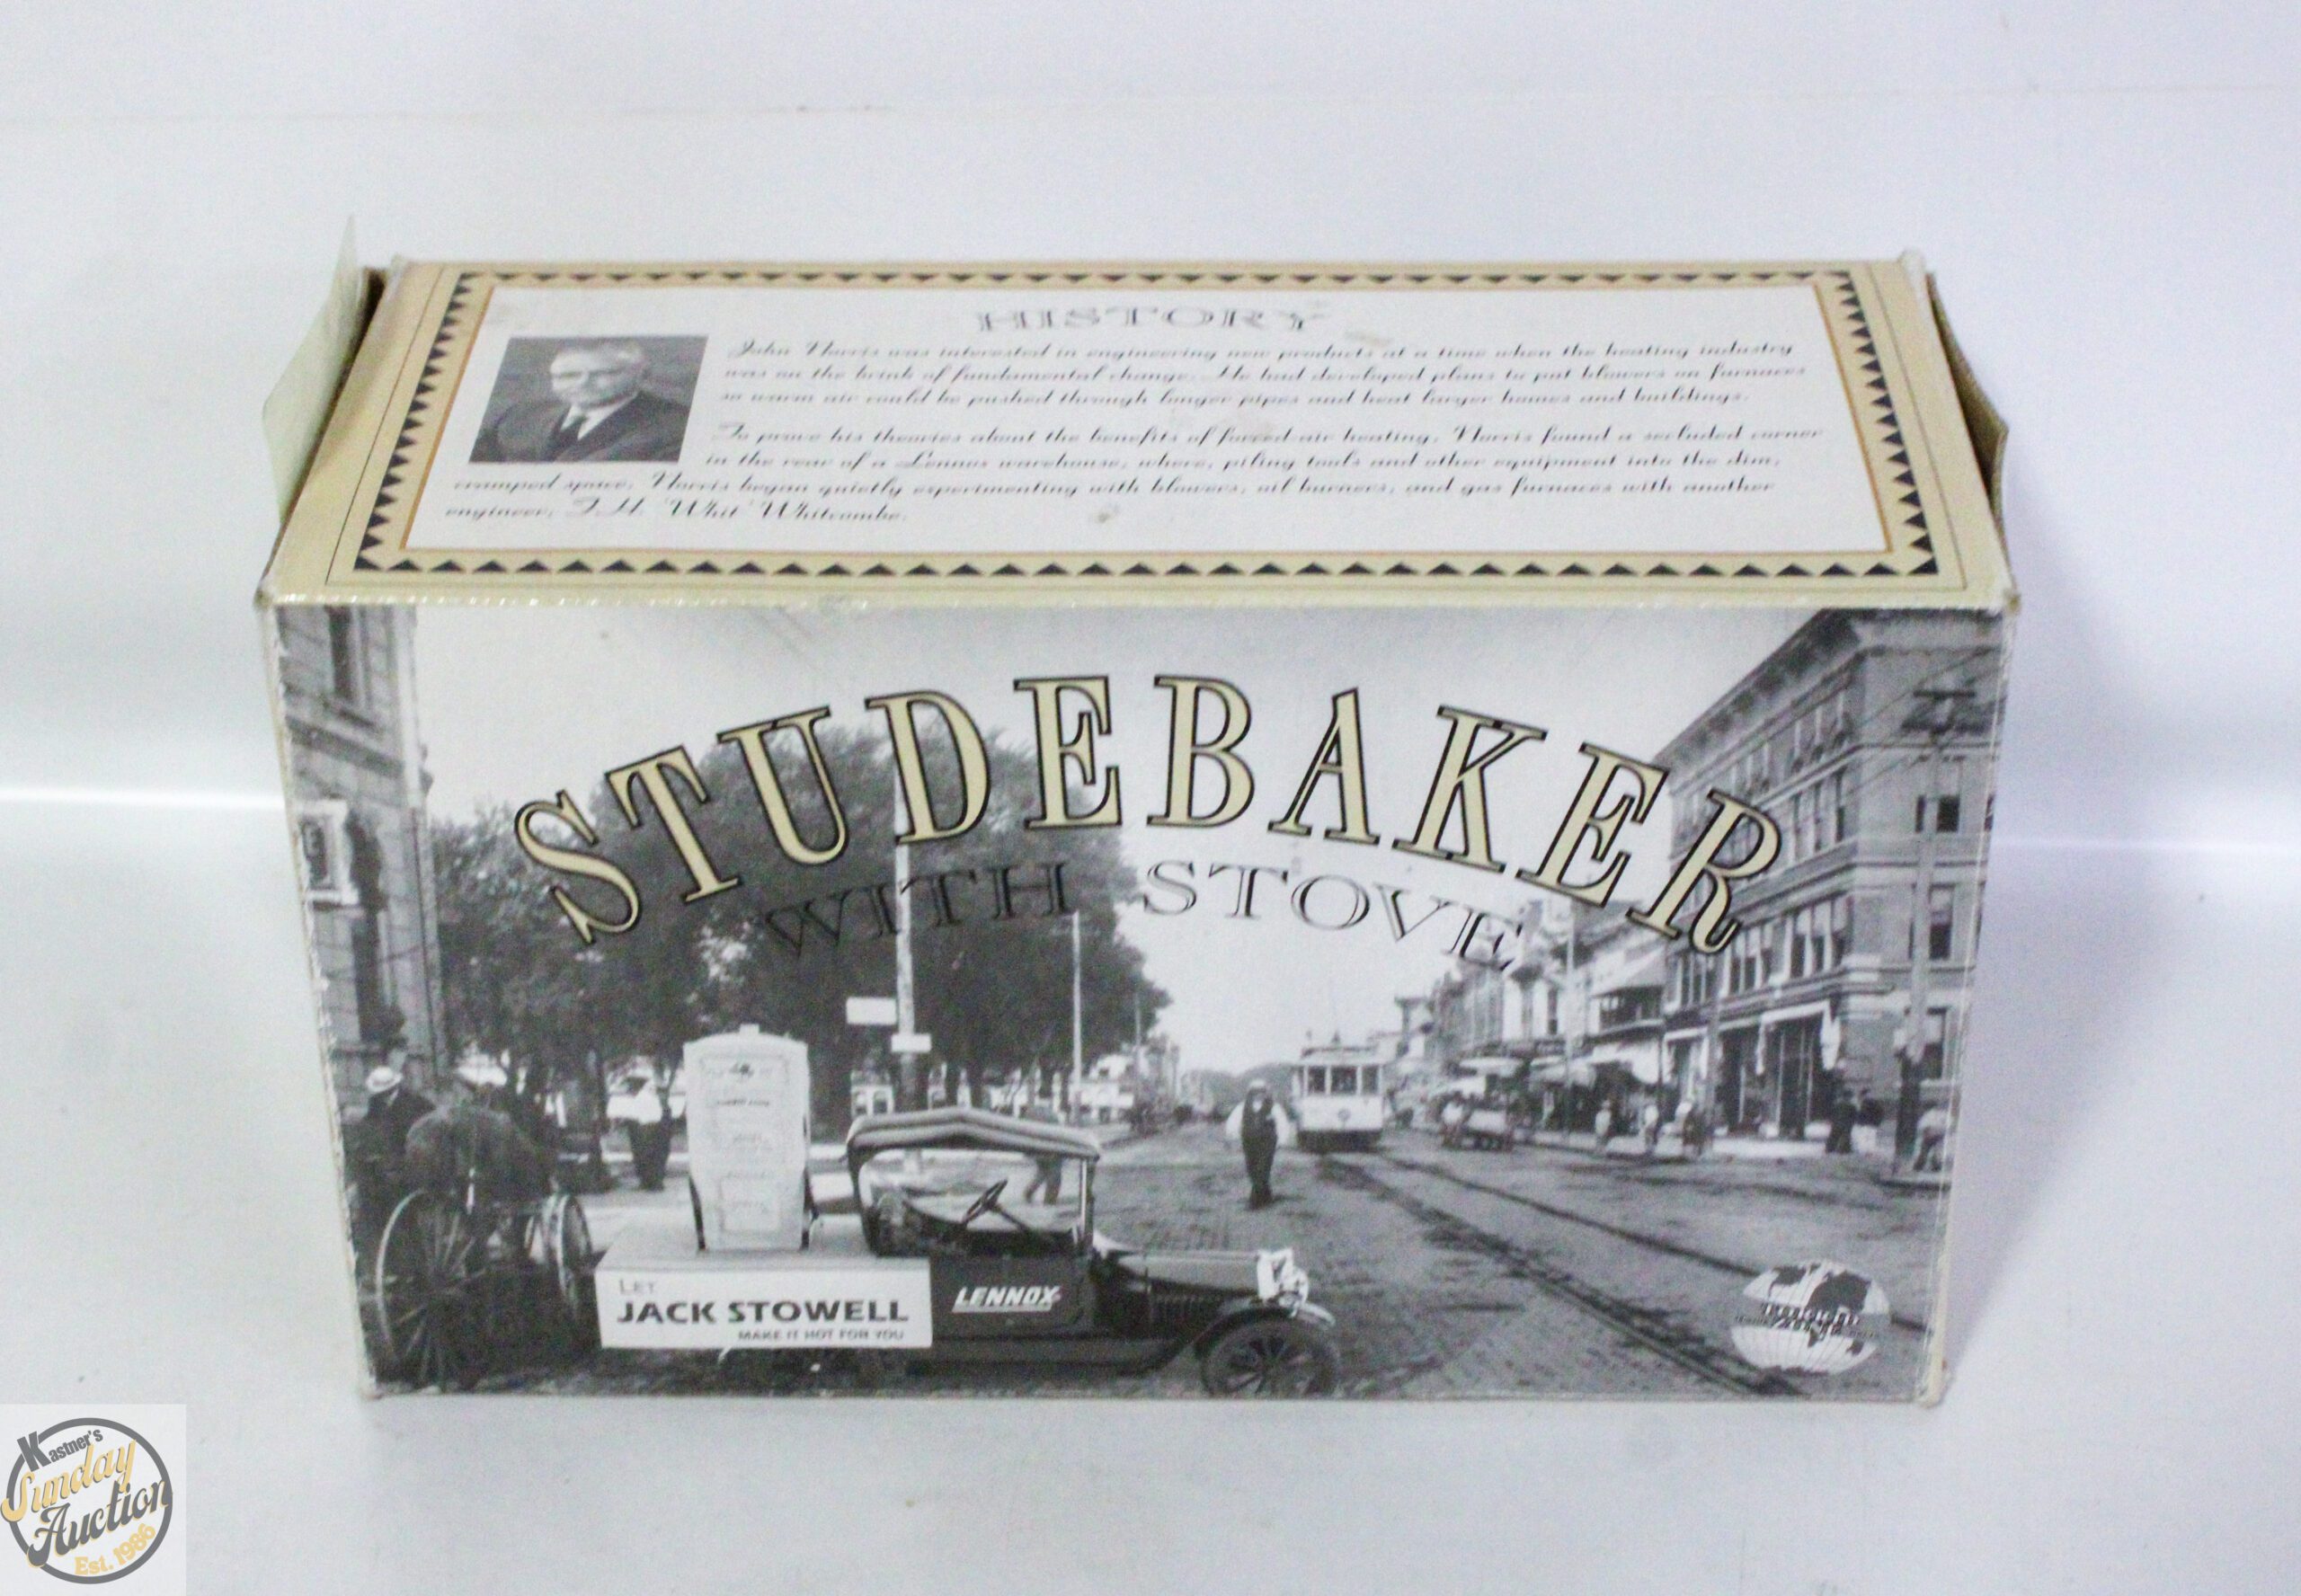 HISTORY
John Norris was interested in engineering new products at a time when the heating industry
was on the brink of fundamental change. He had developed plans to put blowers on furnaces
so warm air could be pushed through longer pipes and heat larger homes and buildings.
To prove his theories about the benefits of forced-air heating, Norris found a secluded corner
in the rear of a Lennox warehouse, where, piling tools and other equipment into the dim,
cramped space, Norris began quietly experimenting with blowers, oil burners, and gas furnaces with another
engineer, F.H. "Whit" Whitcombe.
STUDEBAKER
WITH STOVE
LET
JACK STOWELL
MAKE IT HOT FOR YOU
LENNOX
Kastner's
Sunday
Auction
Est. 1986